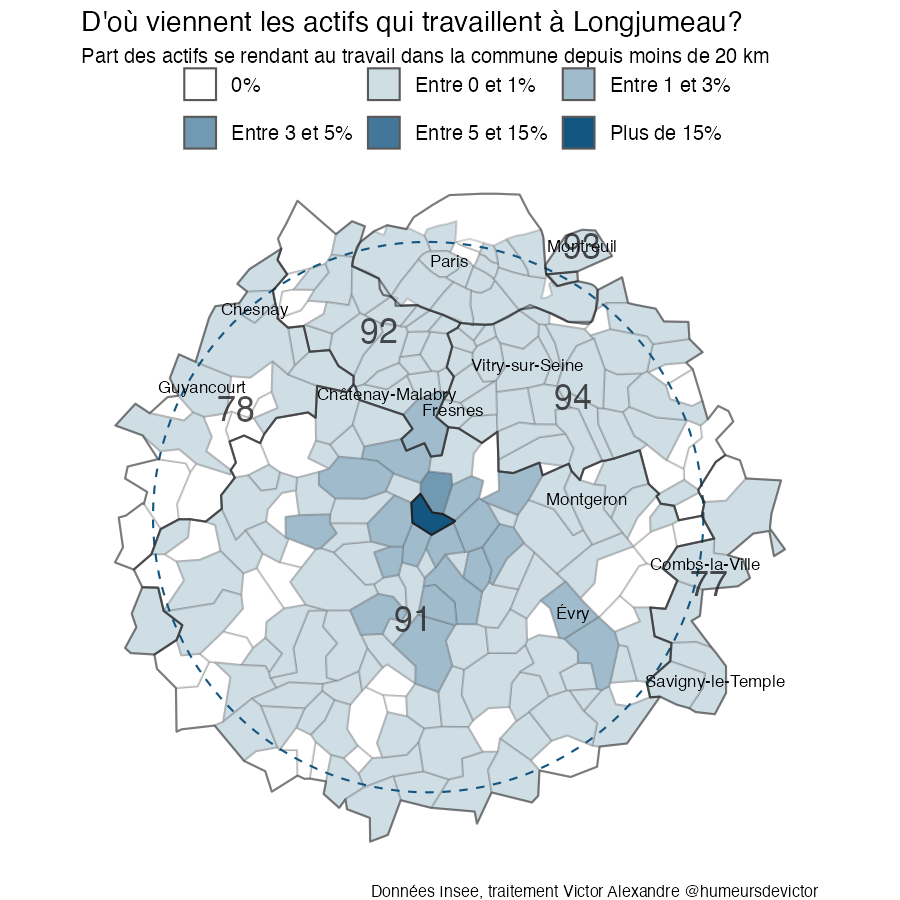 D'où viennent les actifs qui travaillent à Longjumeau?
Part des actifs se rendant au travail dans la commune depuis moins de 20 km
0% Entre 0 et 1% Entre 1 et 3%
Entre 3 et 5% Entre 5 et 15% Plus de 15%
93
Montreuil
Paris
Chesnay
92
Vitry-sur-Seine
Guyancourt
Châtenay-Malabry
94
78
Fresnes
Montgeron
Combs-la-Ville
77
Évry
91
Savigny-le-Temple
Données Insee, traitement Victor Alexandre @humeursdevictor